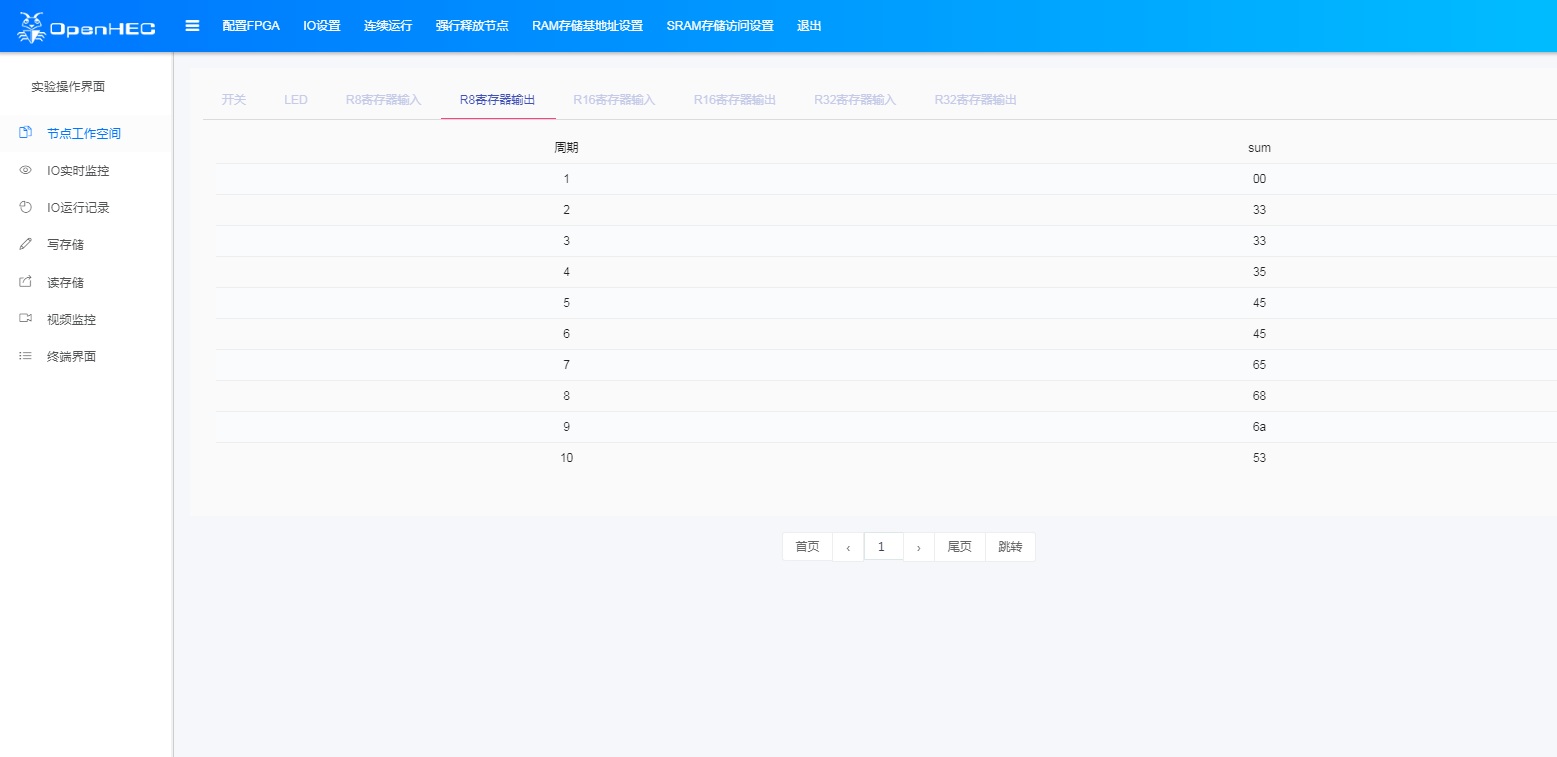 OpenHEC 配置FPGA IO设置 连续运行 强行释放节点 RAM存储基地址设置 SRAM存储访问设置 退出
实验操作界面
节点工作空间
IO实时监控
IO运行记录
写存储
读存储
视频监控
终端界面
开关 LED R8寄存器输入 R8寄存器输出 R16寄存器输入 R16寄存器输出 R32寄存器输入 R32寄存器输出
周期 sum
1 00
2 33
3 33
4 35
5 45
6 45
7 65
8 68
9 6a
10 53
首页 ‹ 1 › 尾页 跳转